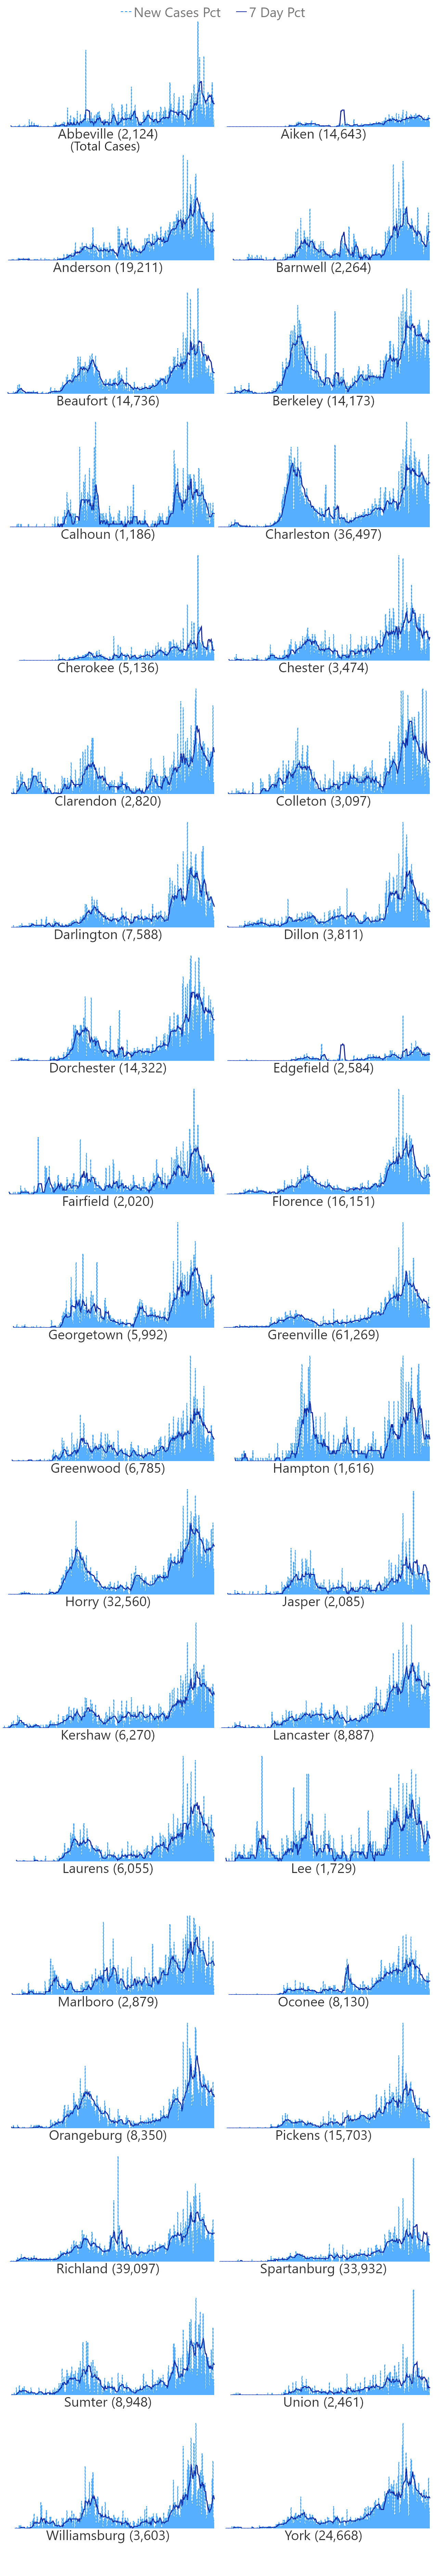 New Cases Pct 7 Day Pct
Abbeville (2,124) Aiken (14,643)
(Total Cases)
Anderson (19,211) Barnwell (2,264)
Beaufort (14,736) Berkeley (14,173)
Calhoun (1,186) Charleston (36,497)
Cherokee (5,136) Chester (3,474)
Clarendon (2,820) Colleton (3,097)
Darlington (7,588) Dillon (3,811)
Dorchester (14,322) Edgefield (2,584)
Fairfield (2,020) Florence (16,151)
Georgetown (5,992) Greenville (61,269)
Greenwood (6,785) Hampton (1,616)
Horry (32,560) Jasper (2,085)
Kershaw (6,270) Lancaster (8,887)
Laurens (6,055) Lee (1,729)
Marlboro (2,879) Oconee (8,130)
Orangeburg (8,350) Pickens (15,703)
Richland (39,097) Spartanburg (33,932)
Sumter (8,948) Union (2,461)
Williamsburg (3,603) York (24,668)